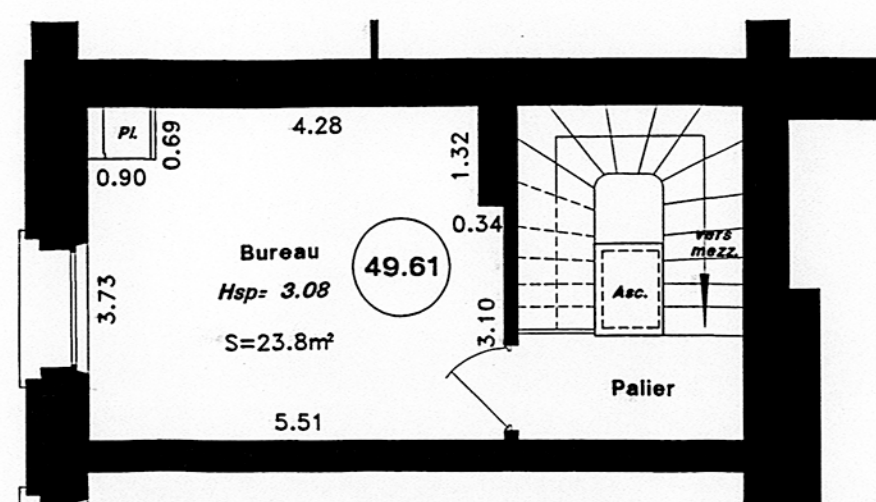 Pl.
0.69
4.28
0.90
1.32
0.34
vers
mezz.
Bureau
49.61
Hsp= 3.08
Asc.
3.73
S=23.8m²
3.10
Palier
5.51